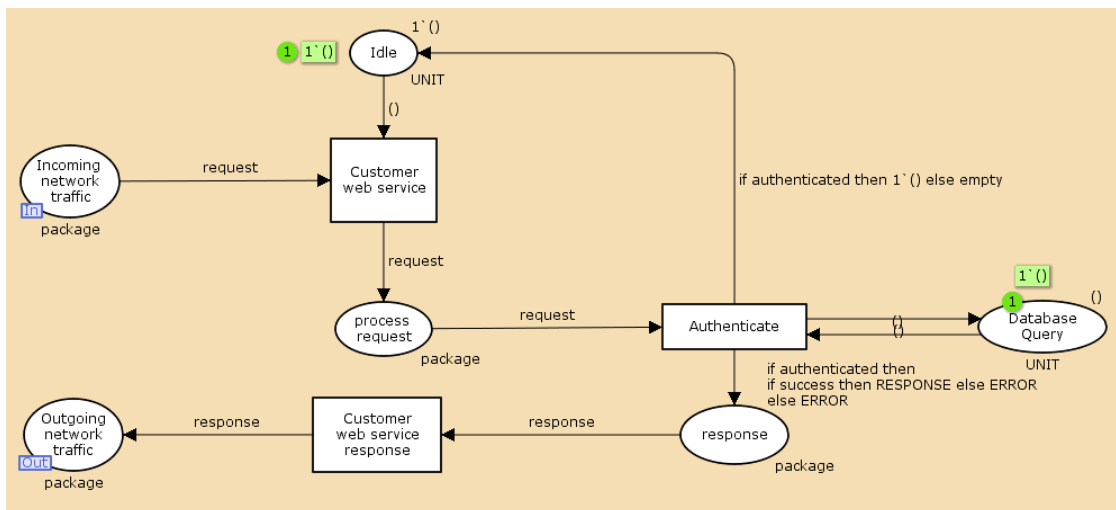 1`()
1 1`()
Idle
UNIT
()
Incoming
network
traffic
In
package
request
Customer
web service
if authenticated then 1`() else empty
request
process
request
package
request
Authenticate
()
()
1`()
1
()
Database
Query
UNIT
if authenticated then
if success then RESPONSE else ERROR
else ERROR
Outgoing
network
traffic
Out
package
response
Customer
web service
response
response
response
package